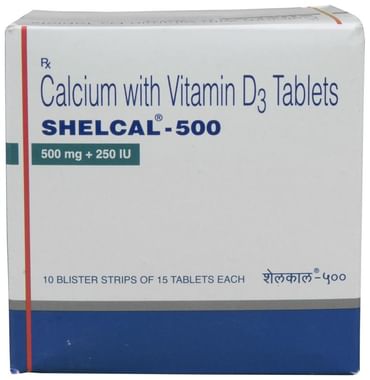 Rx
Calcium with Vitamin D3 Tablets
SHELCAL®-500
500 mg + 250 IU
10 BLISTER STRIPS OF 15 TABLETS EACH
शेलकाल®-५००